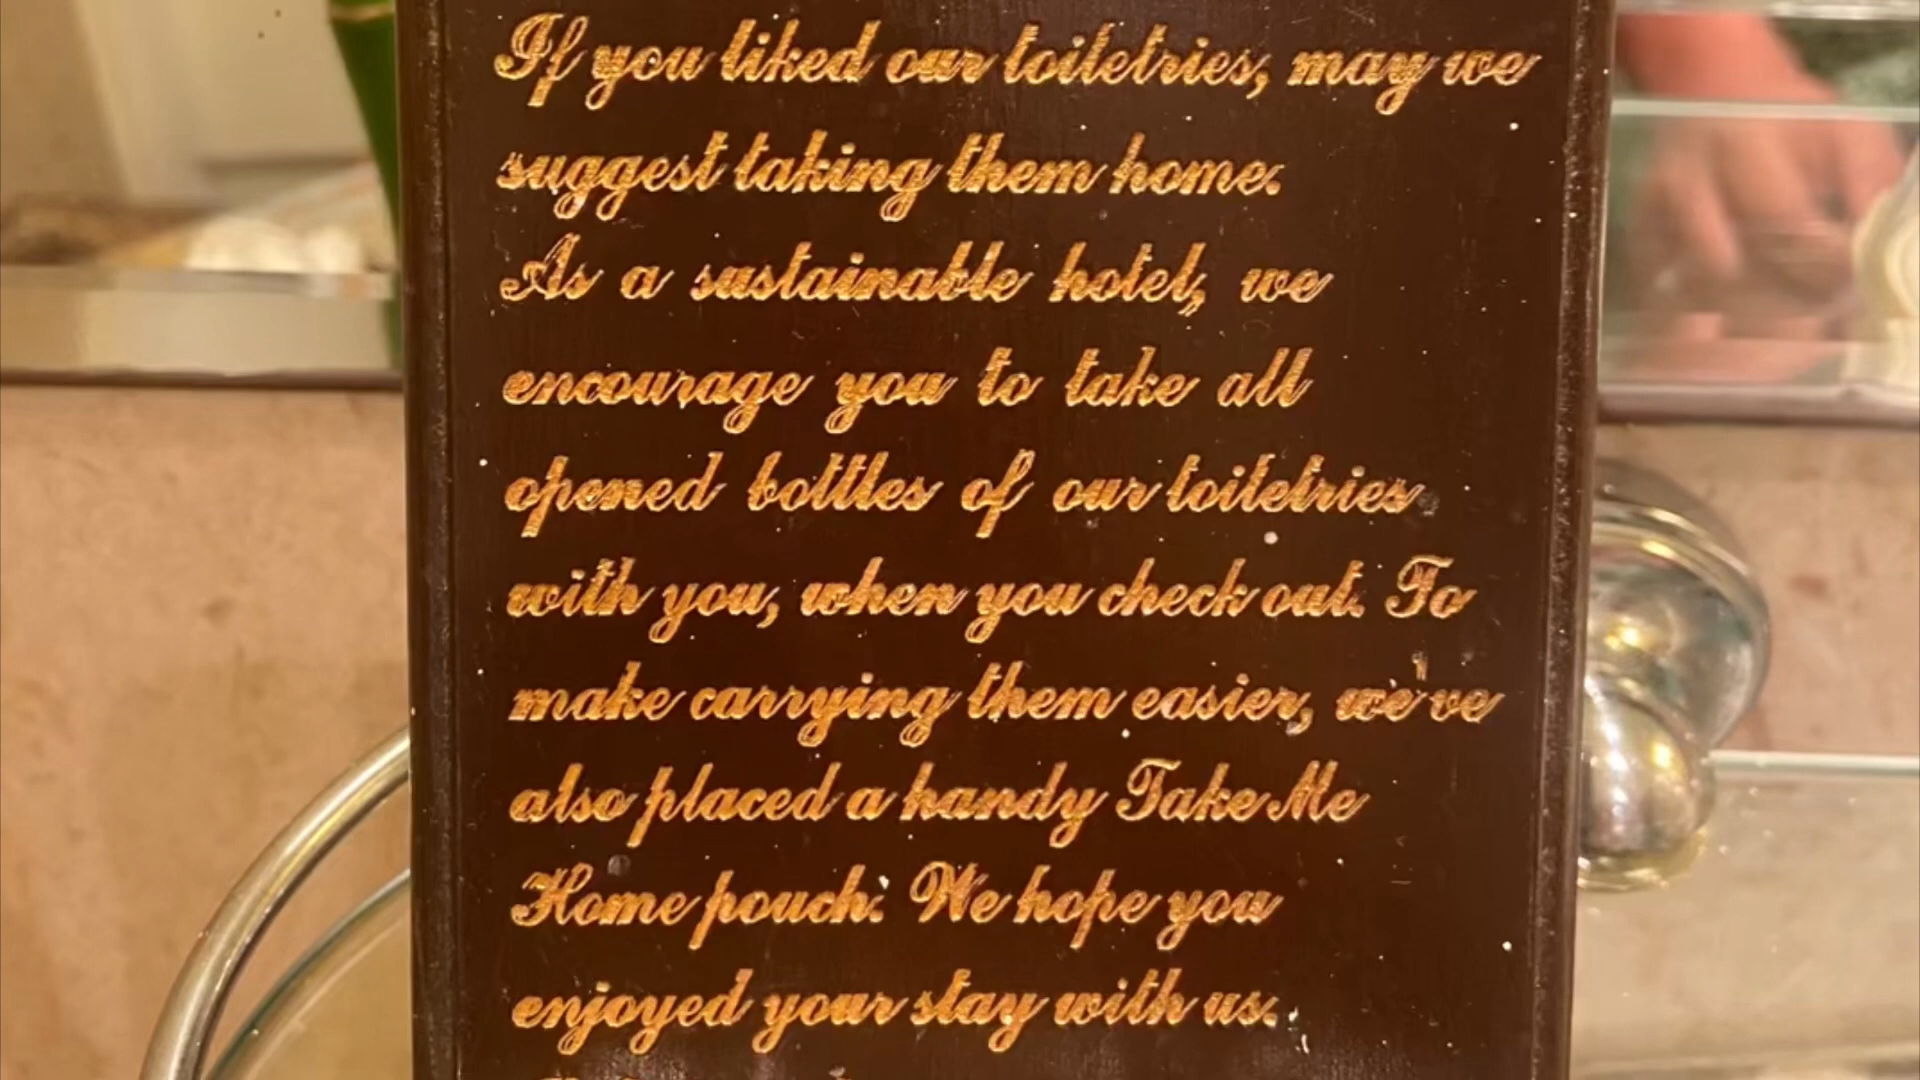 If you liked our toiletries, may we
suggest taking them home.
As a sustainable hotel, we
encourage you to take all
opened bottles of our toiletries
with you, when you check out. To
make carrying them easier, we've
also placed a handy Take Me
Home pouch. We hope you
enjoyed your stay with us.